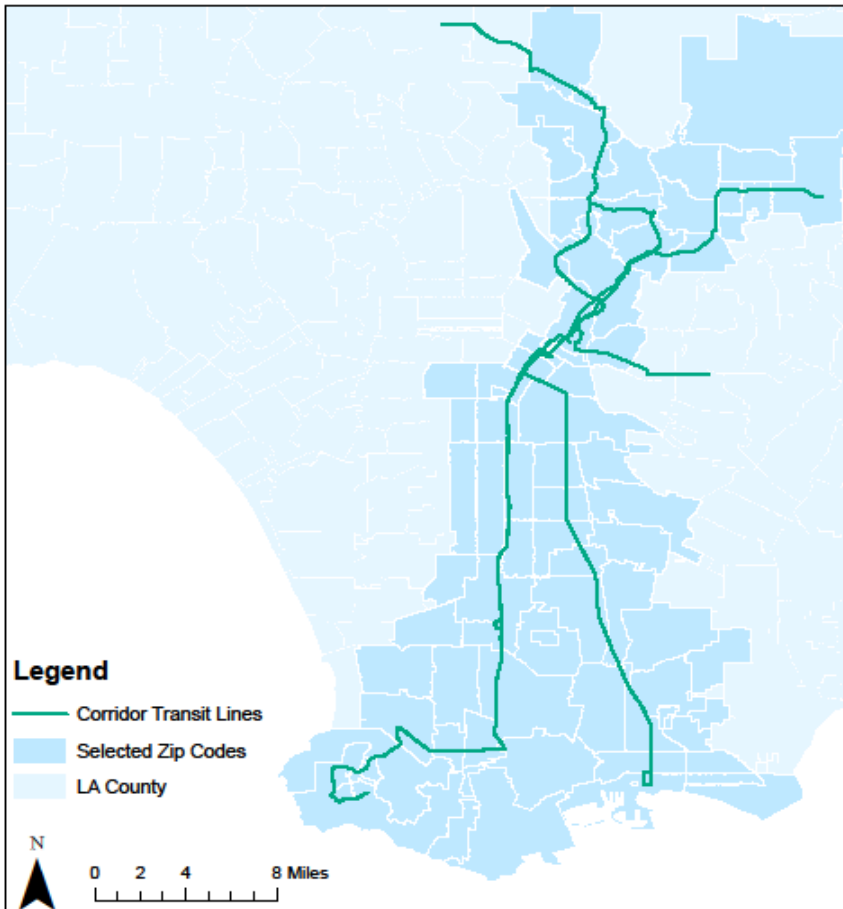 Legend
Corridor Transit Lines
Selected Zip Codes
LA County
N
0 2 4 8 Miles